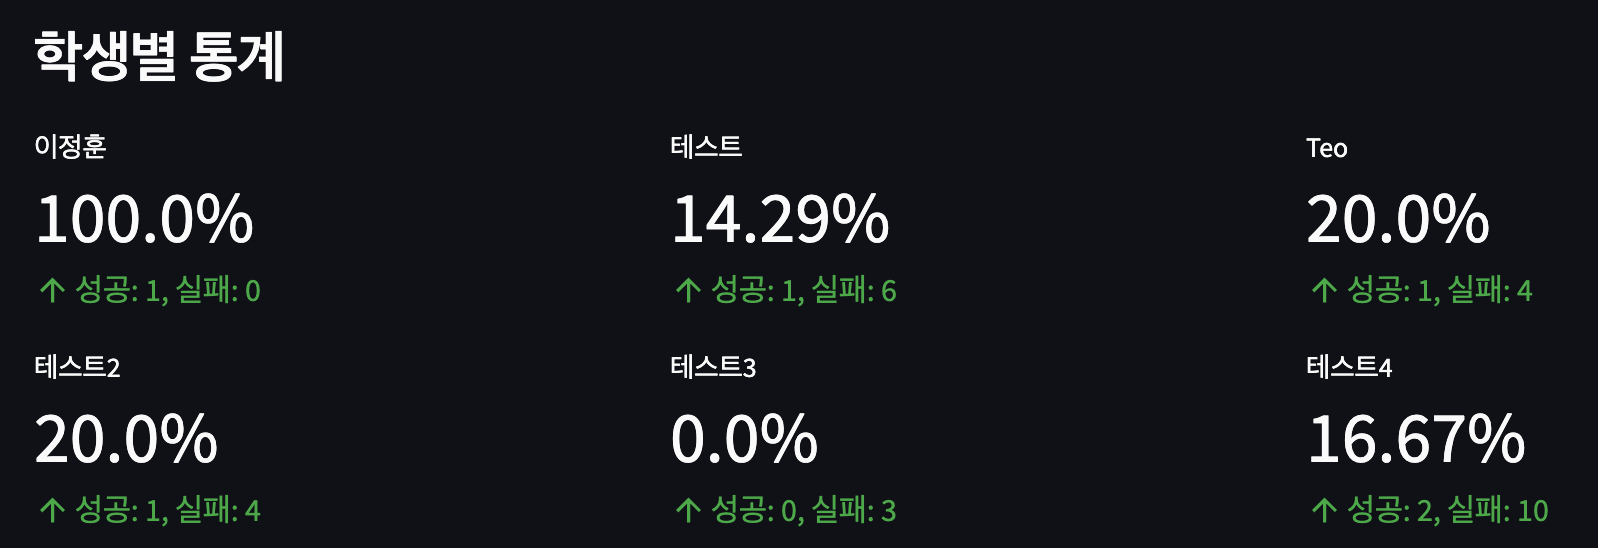 학생별 통계
이정훈
100.0%
↑ 성공: 1, 실패: 0
테스트
14.29%
↑ 성공: 1, 실패: 6
Teo
20.0%
↑ 성공: 1, 실패: 4
테스트2
20.0%
↑ 성공: 1, 실패: 4
테스트3
0.0%
↑ 성공: 0, 실패: 3
테스트4
16.67%
↑ 성공: 2, 실패: 10